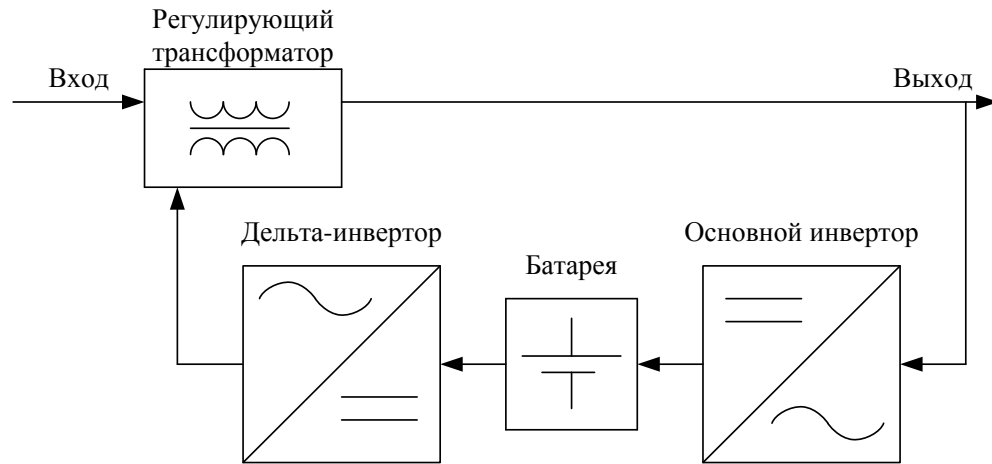 Регулирующий
трансформатор
Вход
Выход
Дельта-инвертор
Батарея
Основной инвертор